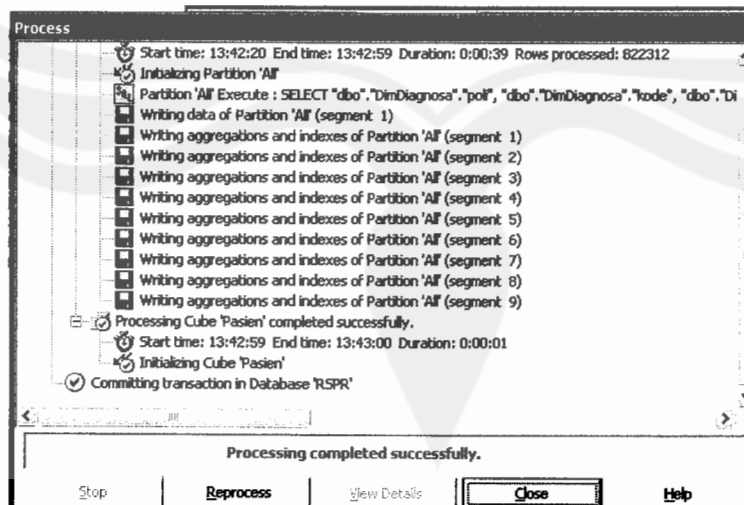 Process
Start time: 13:42:20 End time: 13:42:59 Duration: 0:00:39 Rows processed: 822312
Initializing Partition 'All'
Partition 'All' Execute : SELECT "dbo"."DimDiagnosa"."poli", "dbo"."DimDiagnosa"."kode", "dbo"."Di
Writing data of Partition 'All' (segment 1)
Writing aggregations and indexes of Partition 'All' (segment 1)
Writing aggregations and indexes of Partition 'All' (segment 2)
Writing aggregations and indexes of Partition 'All' (segment 3)
Writing aggregations and indexes of Partition 'All' (segment 4)
Writing aggregations and indexes of Partition 'All' (segment 5)
Writing aggregations and indexes of Partition 'All' (segment 6)
Writing aggregations and indexes of Partition 'All' (segment 7)
Writing aggregations and indexes of Partition 'All' (segment 8)
Writing aggregations and indexes of Partition 'All' (segment 9)
Processing Cube 'Pasien' completed successfully.
Start time: 13:42:59 End time: 13:43:00 Duration: 0:00:01
Initializing Cube 'Pasien'
Committing transaction in Database 'RSPR'
Processing completed successfully.
Stop Reprocess View Details Close Help